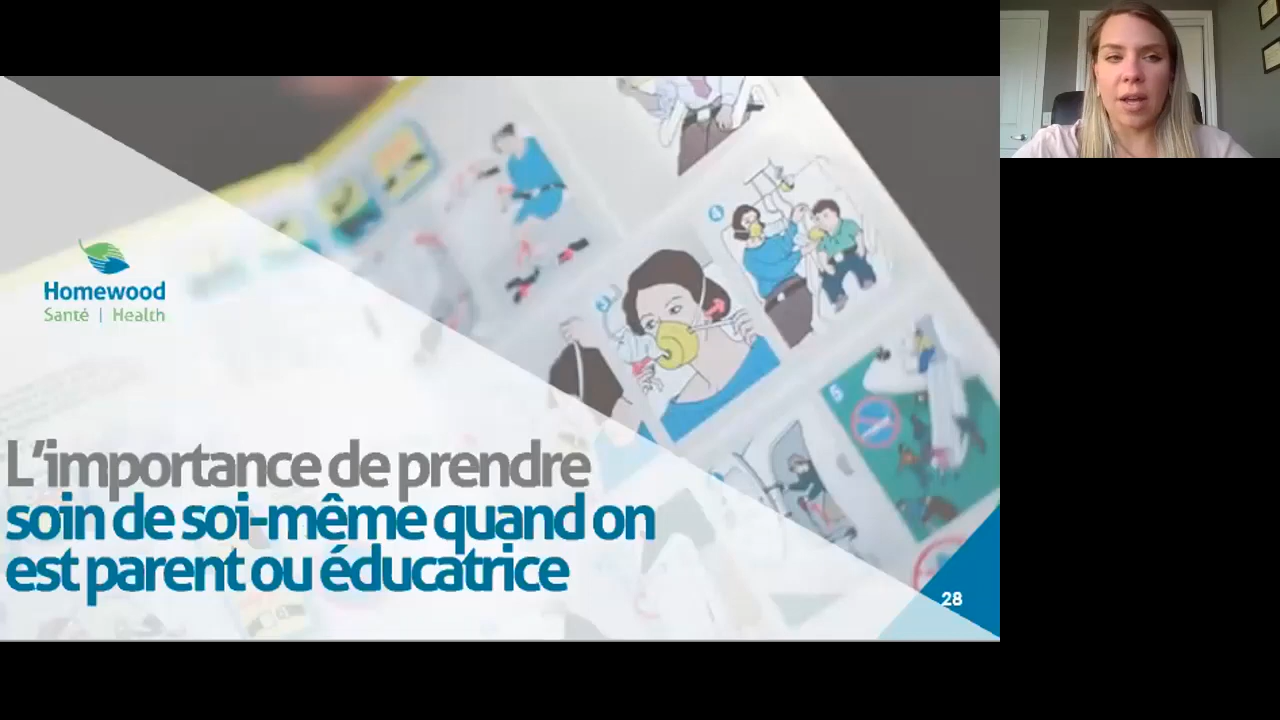 Homewood
Santé | Health
L'importance de prendre
soin de soi-même quand on
est parent ou éducatrice
28